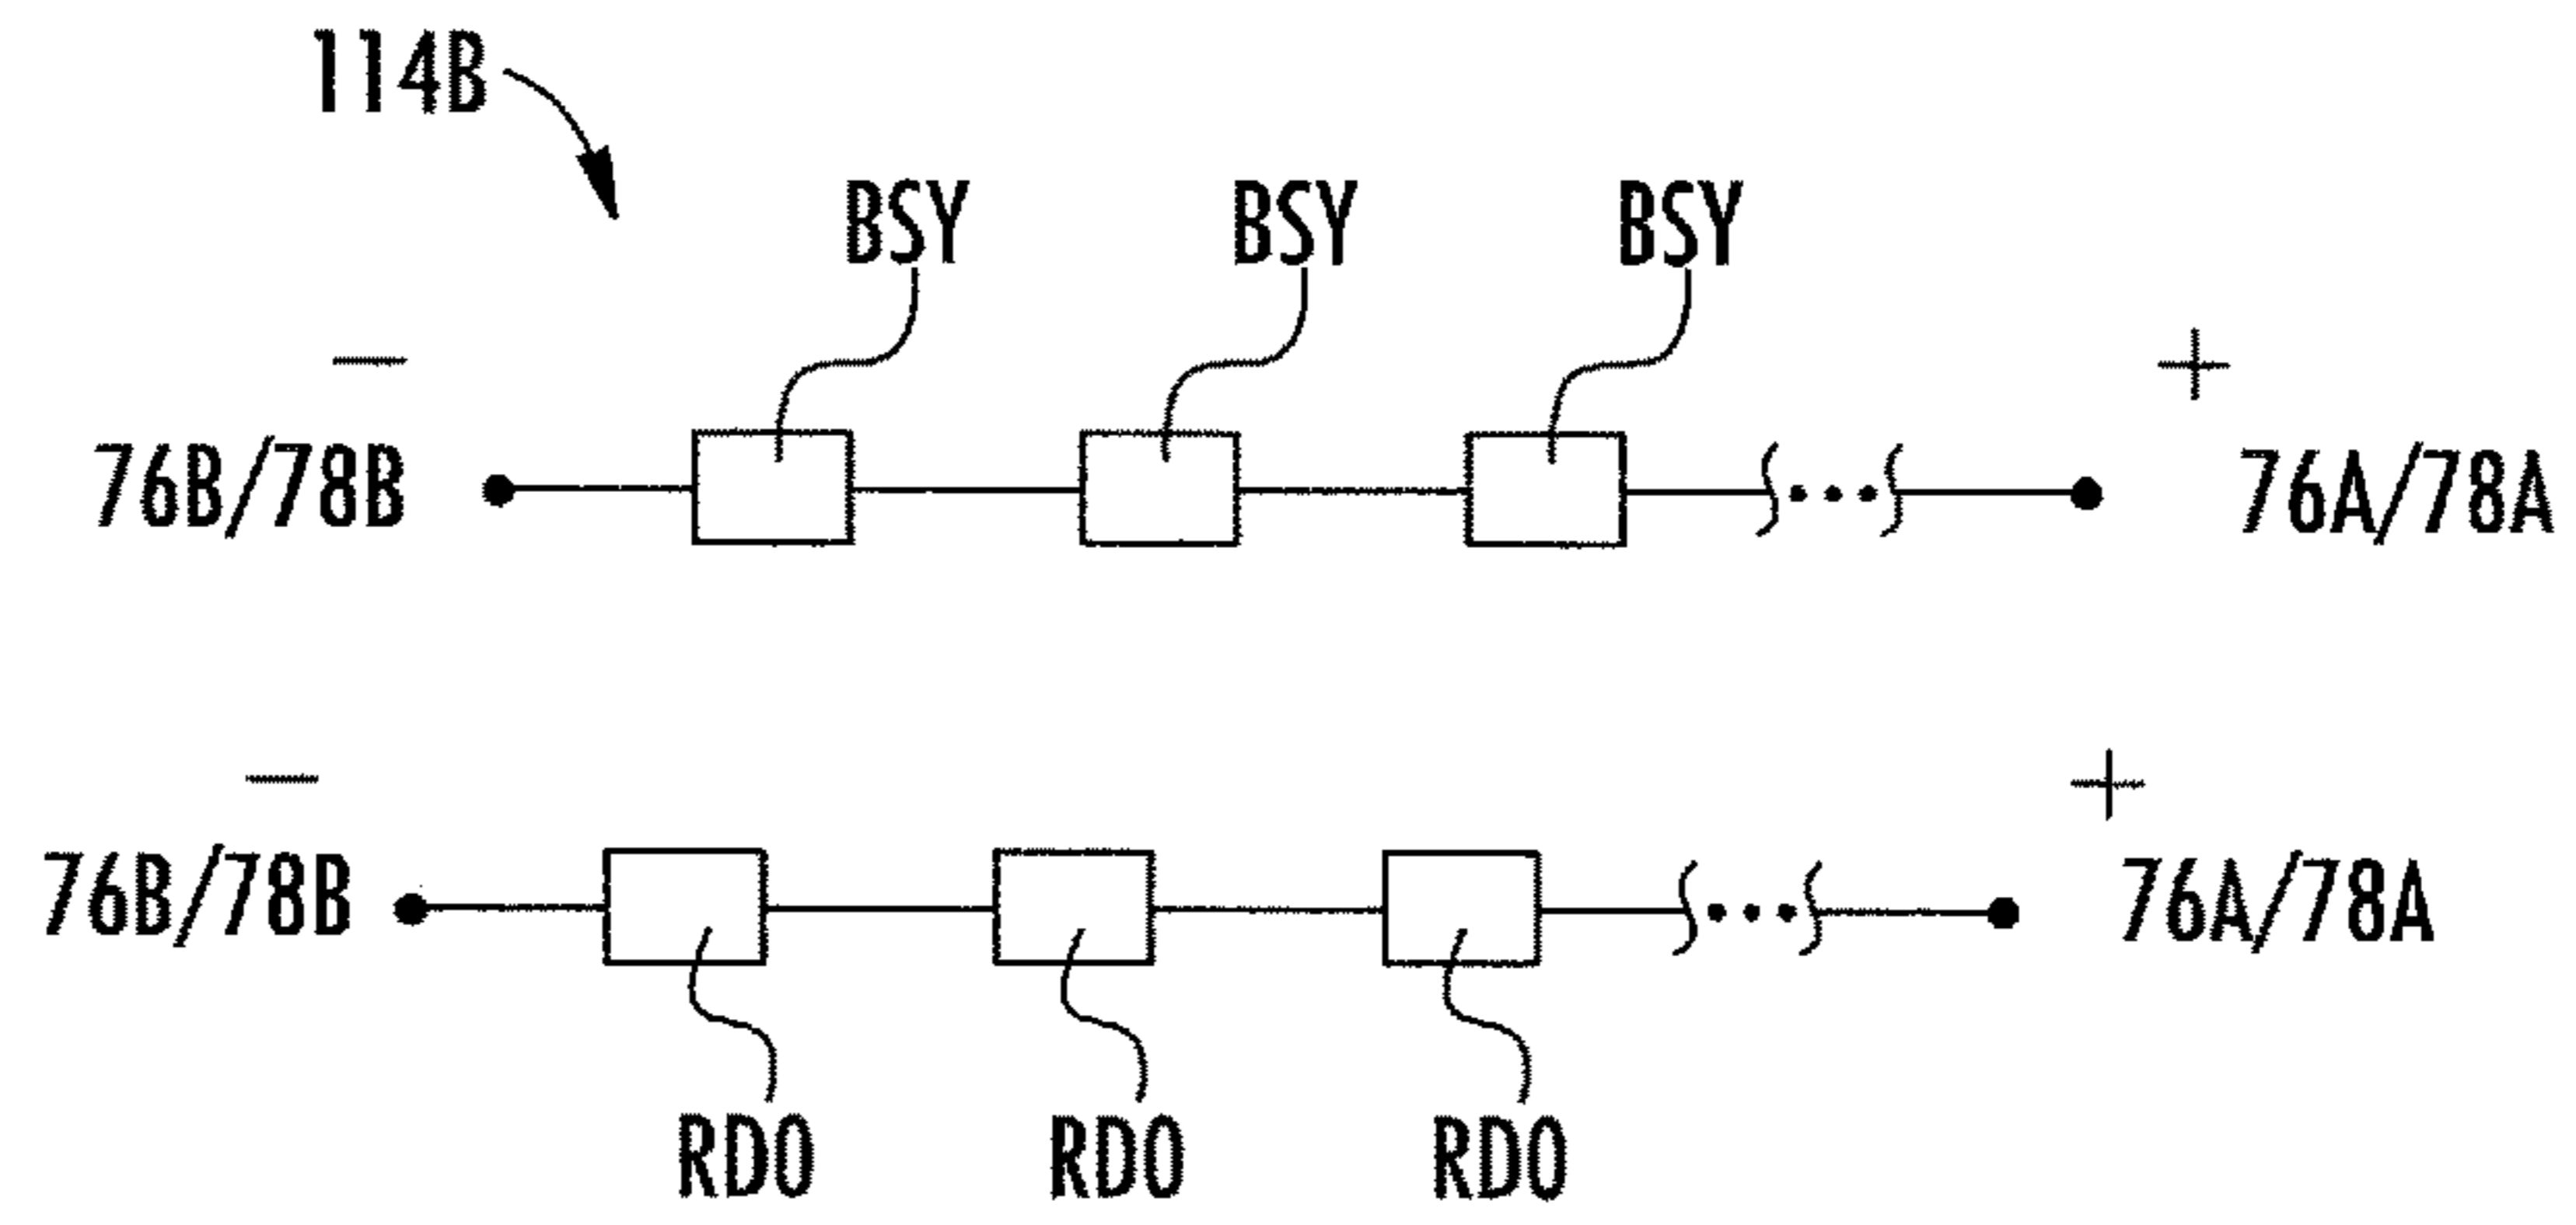 114B
BSY BSY BSY
− +
76B/78B ... 76A/78A
− +
76B/78B ... 76A/78A
RDO RDO RDO